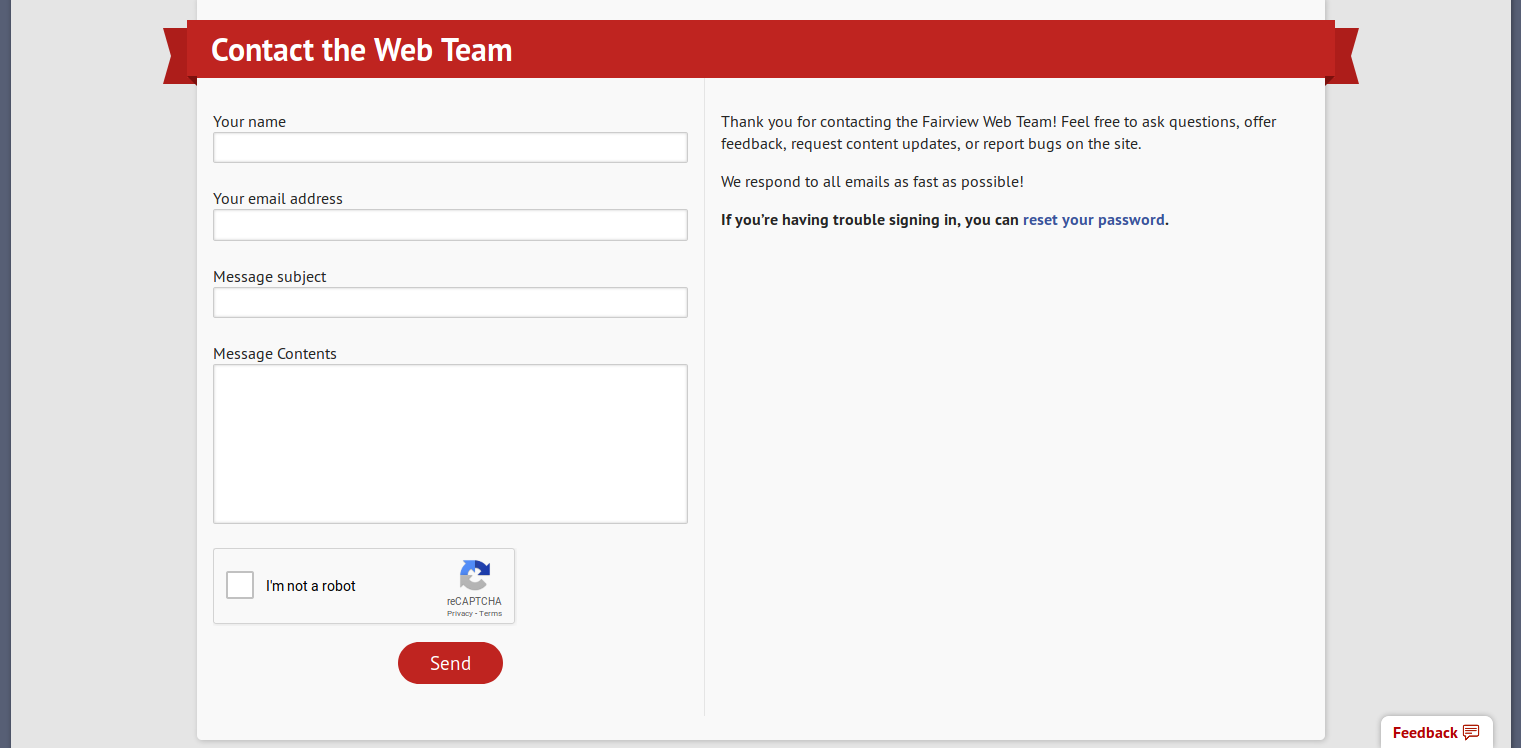 Contact the Web Team
Your name
Your email address
Message subject
Message Contents
I'm not a robot
reCAPTCHA
Privacy - Terms
Send
Thank you for contacting the Fairview Web Team! Feel free to ask questions, offer
feedback, request content updates, or report bugs on the site.
We respond to all emails as fast as possible!
If you’re having trouble signing in, you can reset your password.
Feedback